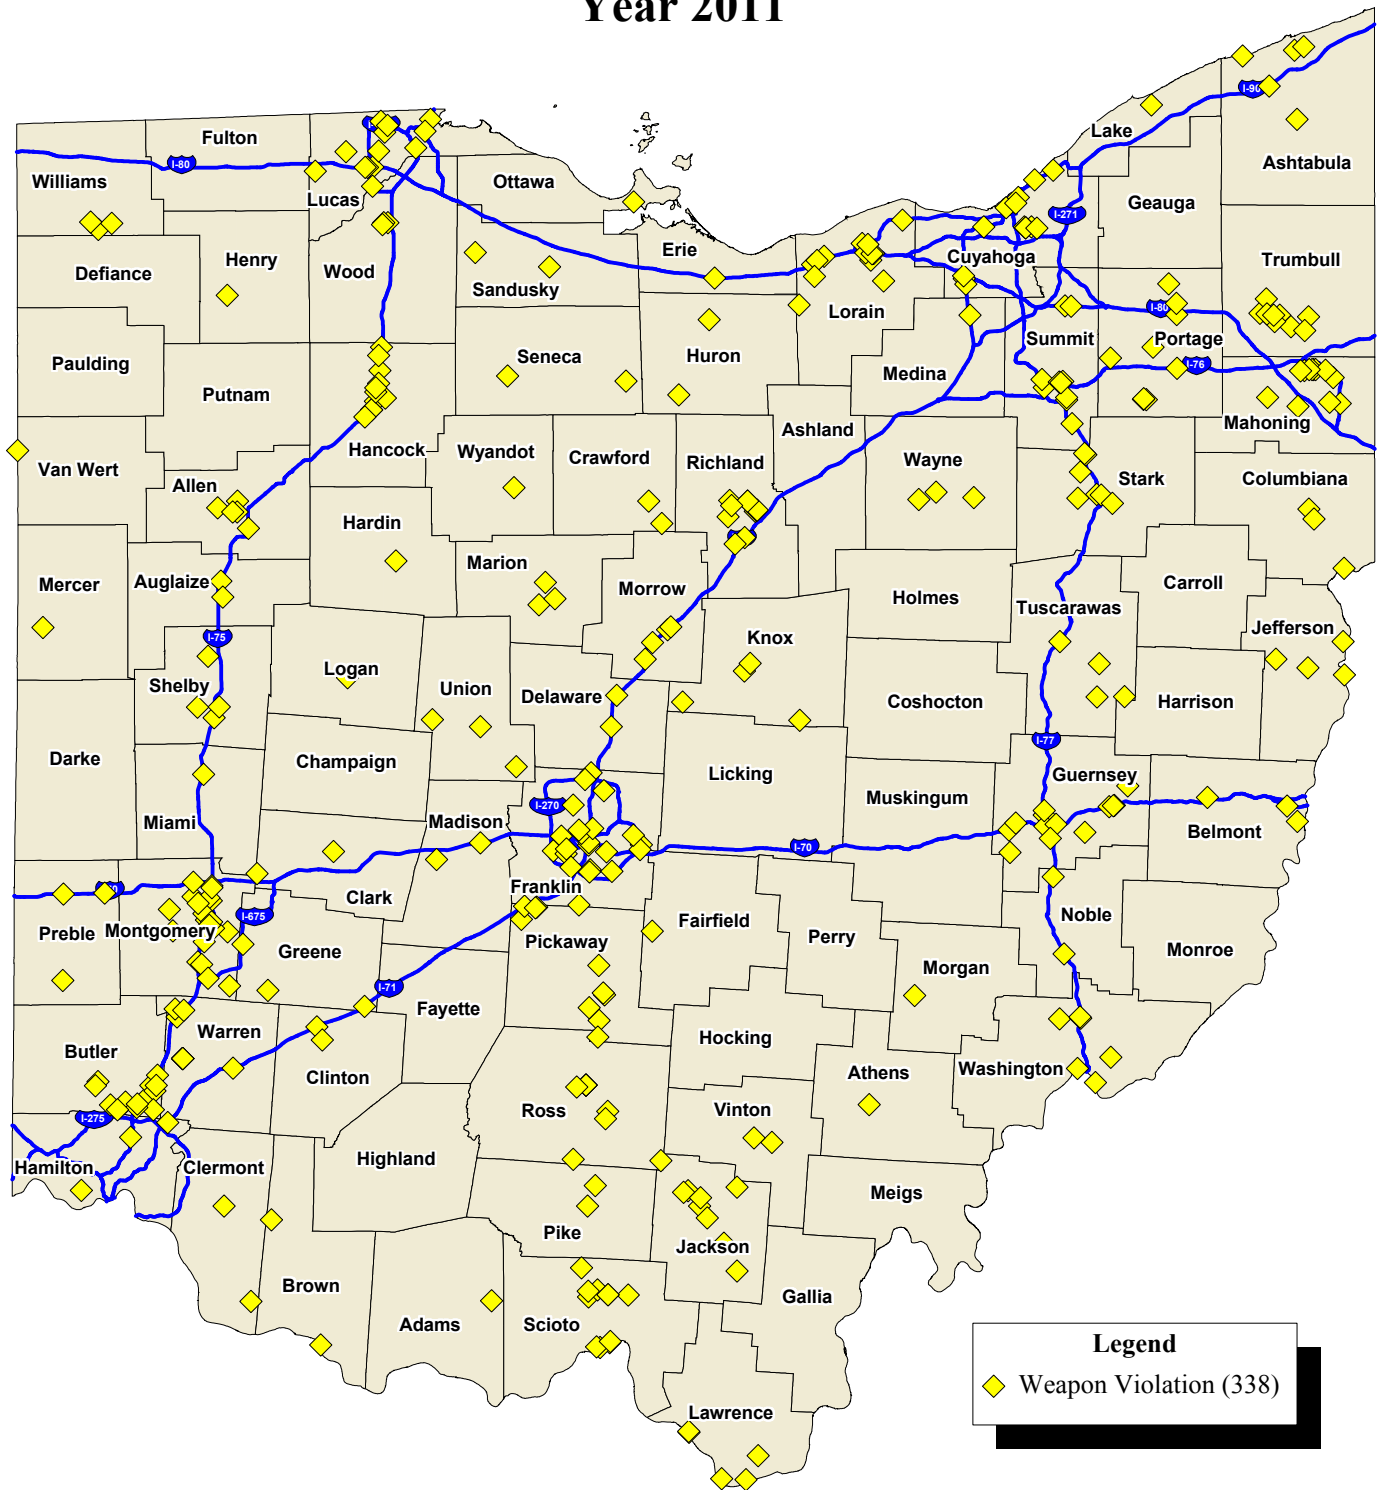 Year 2011
I-90
Lake
Fulton
Ashtabula
I-80
Williams
Ottawa
Lucas
Geauga
I-271
Erie
Cuyahoga
Henry
Trumbull
Defiance
Wood
Sandusky
I-80
Lorain
Summit
Portage
Paulding
Seneca
Huron
I-76
Medina
Putnam
Mahoning
Ashland
Hancock
Wyandot
Crawford
Richland
Wayne
Van Wert
Stark
Columbiana
Allen
Hardin
Marion
Mercer
Auglaize
Morrow
Holmes
Carroll
Tuscarawas
I-75
Knox
Jefferson
Logan
Shelby
Union
Delaware
Coshocton
Harrison
I-77
Darke
Champaign
Licking
Guernsey
Muskingum
I-270
Miami
Madison
Belmont
I-70
Franklin
Clark
I-675
Fairfield
Noble
Preble
Montgomery
Perry
Pickaway
Greene
Monroe
Morgan
I-71
Fayette
Warren
Hocking
Butler
Washington
Clinton
Athens
Ross
Vinton
I-275
Highland
Hamilton
Clermont
Meigs
Pike
Jackson
Brown
Gallia
Adams
Scioto
Legend
Weapon Violation (338)
Lawrence